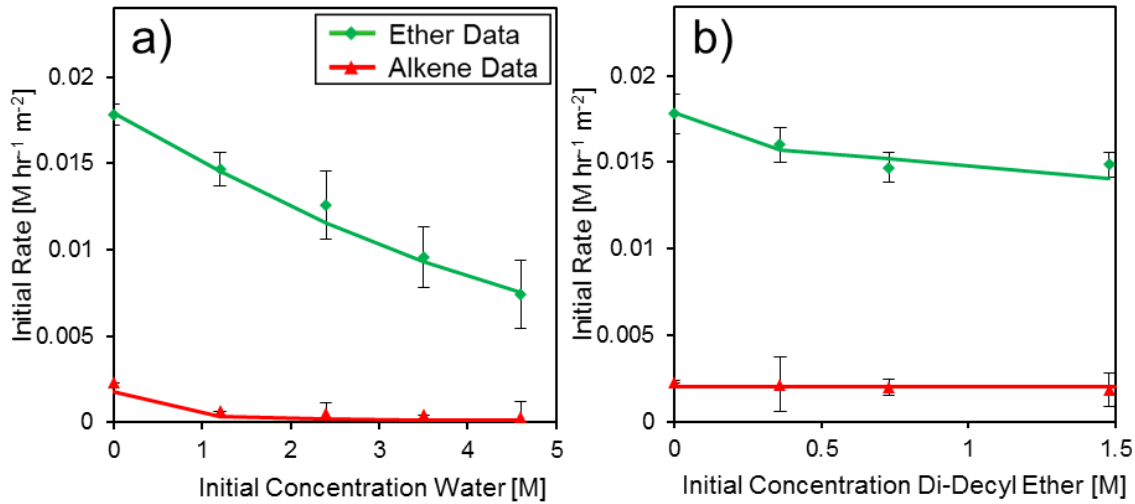 a)
Ether Data
Alkene Data
Initial Rate [M hr⁻¹ m⁻²]
0.02
0.015
0.01
0.005
0
0 1 2 3 4 5
Initial Concentration Water [M]
b)
Initial Rate [M hr⁻¹ m⁻²]
0.02
0.015
0.01
0.005
0
0 0.5 1 1.5
Initial Concentration Di-Decyl Ether [M]